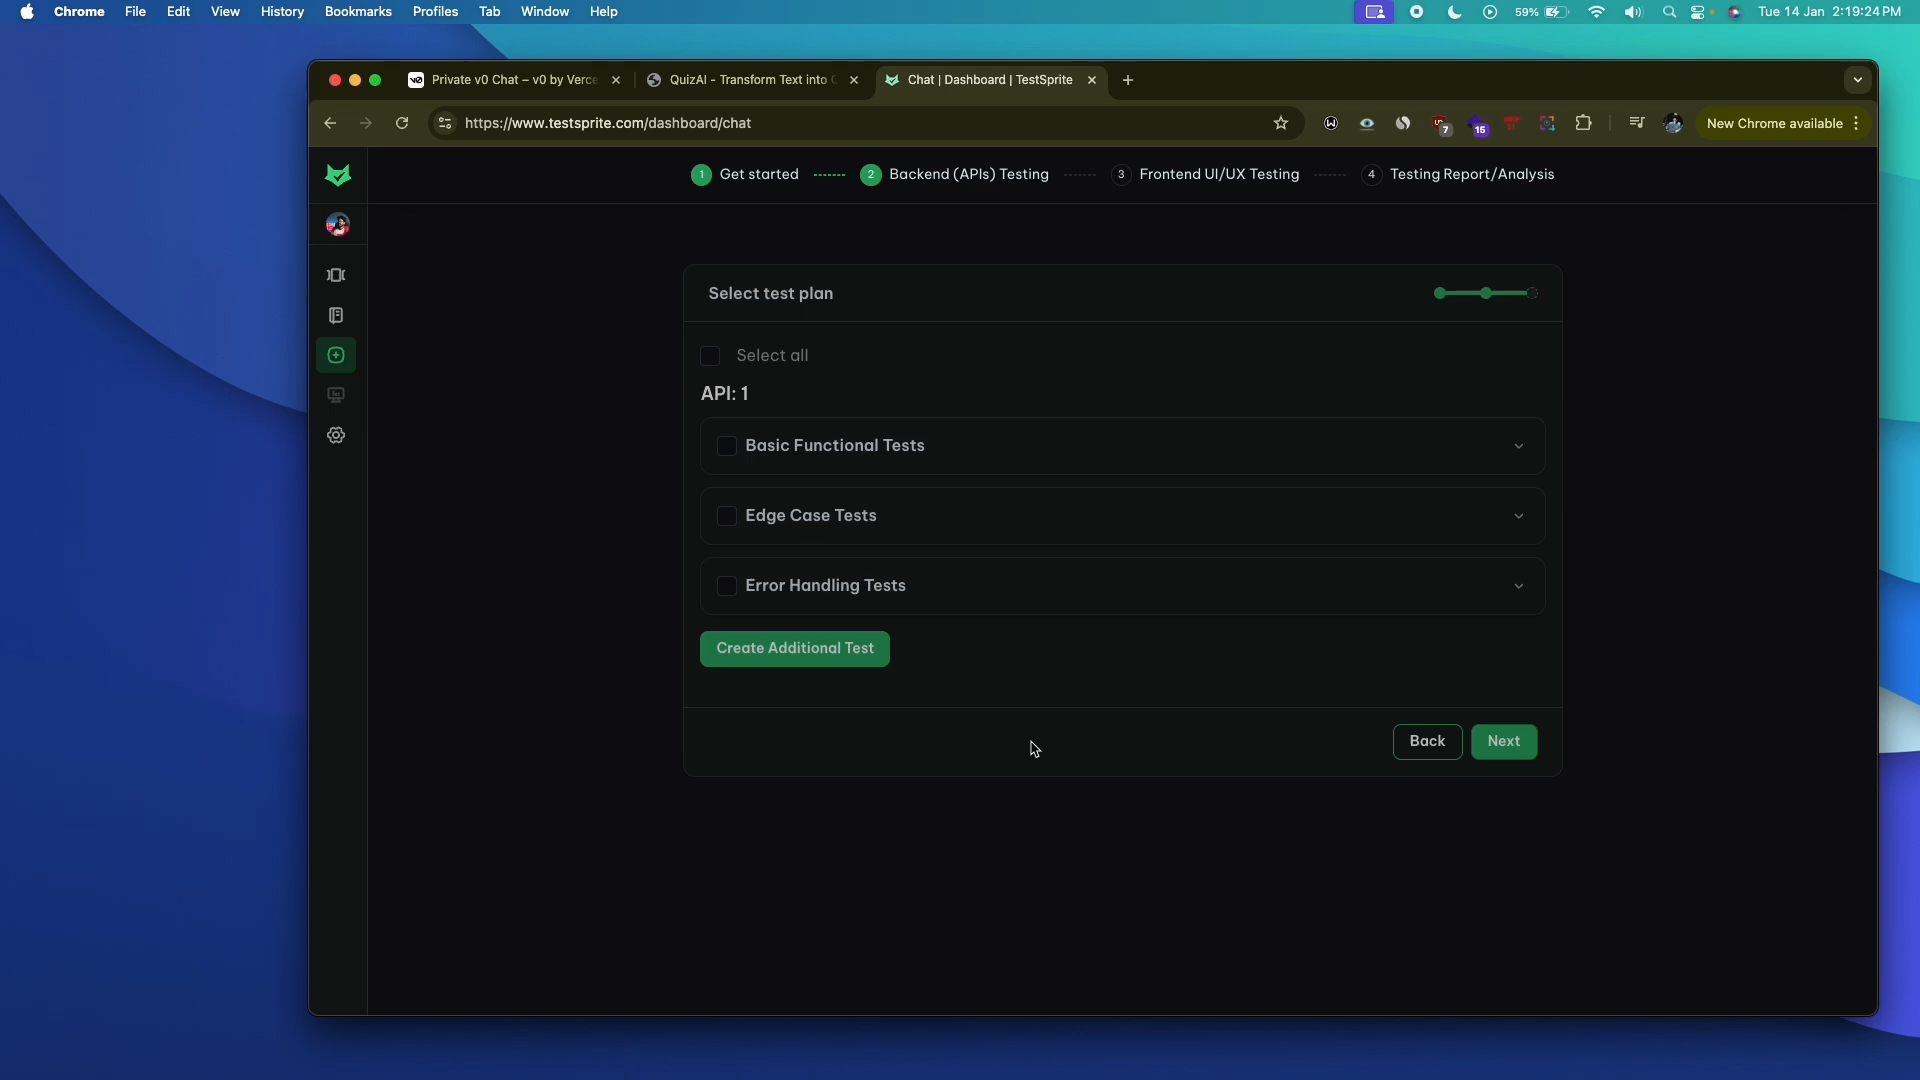 Chrome File Edit View History Bookmarks Profiles Tab Window Help 59% Tue 14 Jan 2:19:24 PM
Private v0 Chat – v0 by Verce QuizAI - Transform Text into Chat | Dashboard | TestSprite
https://www.testsprite.com/dashboard/chat 7 15 New Chrome available
1 Get started 2 Backend (APIs) Testing 3 Frontend UI/UX Testing 4 Testing Report/Analysis
Select test plan
Select all
API: 1
Basic Functional Tests
Edge Case Tests
Error Handling Tests
Create Additional Test
Back Next